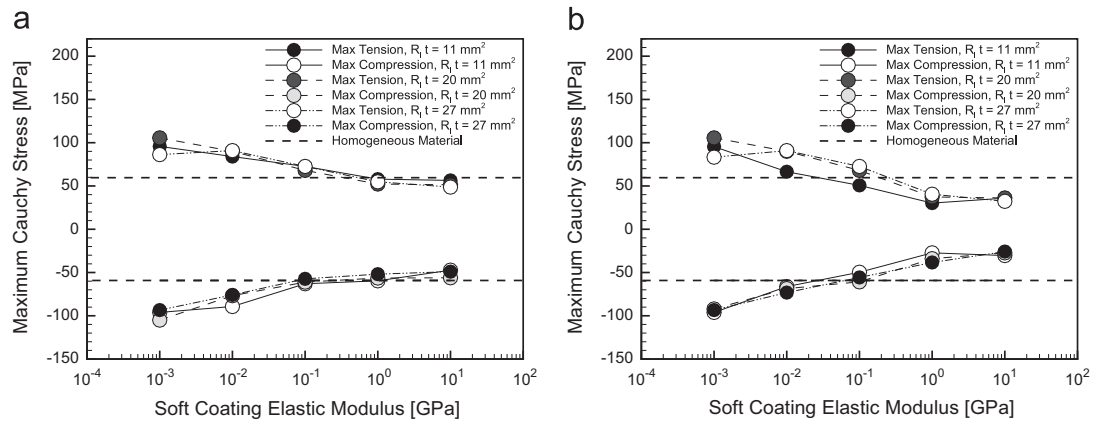 a
Maximum Cauchy Stress [MPa]
200
150
100
50
0
-50
-100
-150
Max Tension, R_I t = 11 mm²
Max Compression, R_I t = 11 mm²
Max Tension, R_I t = 20 mm²
Max Compression, R_I t = 20 mm²
Max Tension, R_I t = 27 mm²
Max Compression, R_I t = 27 mm²
Homogeneous Material
10⁻⁴ 10⁻³ 10⁻² 10⁻¹ 10⁰ 10¹ 10²
Soft Coating Elastic Modulus [GPa]
b
Maximum Cauchy Stress [MPa]
200
150
100
50
0
-50
-100
-150
Max Tension, R_I t = 11 mm²
Max Compression, R_I t = 11 mm²
Max Tension, R_I t = 20 mm²
Max Compression, R_I t = 20 mm²
Max Tension, R_I t = 27 mm²
Max Compression, R_I t = 27 mm²
Homogeneous Material
10⁻⁴ 10⁻³ 10⁻² 10⁻¹ 10⁰ 10¹ 10²
Soft Coating Elastic Modulus [GPa]